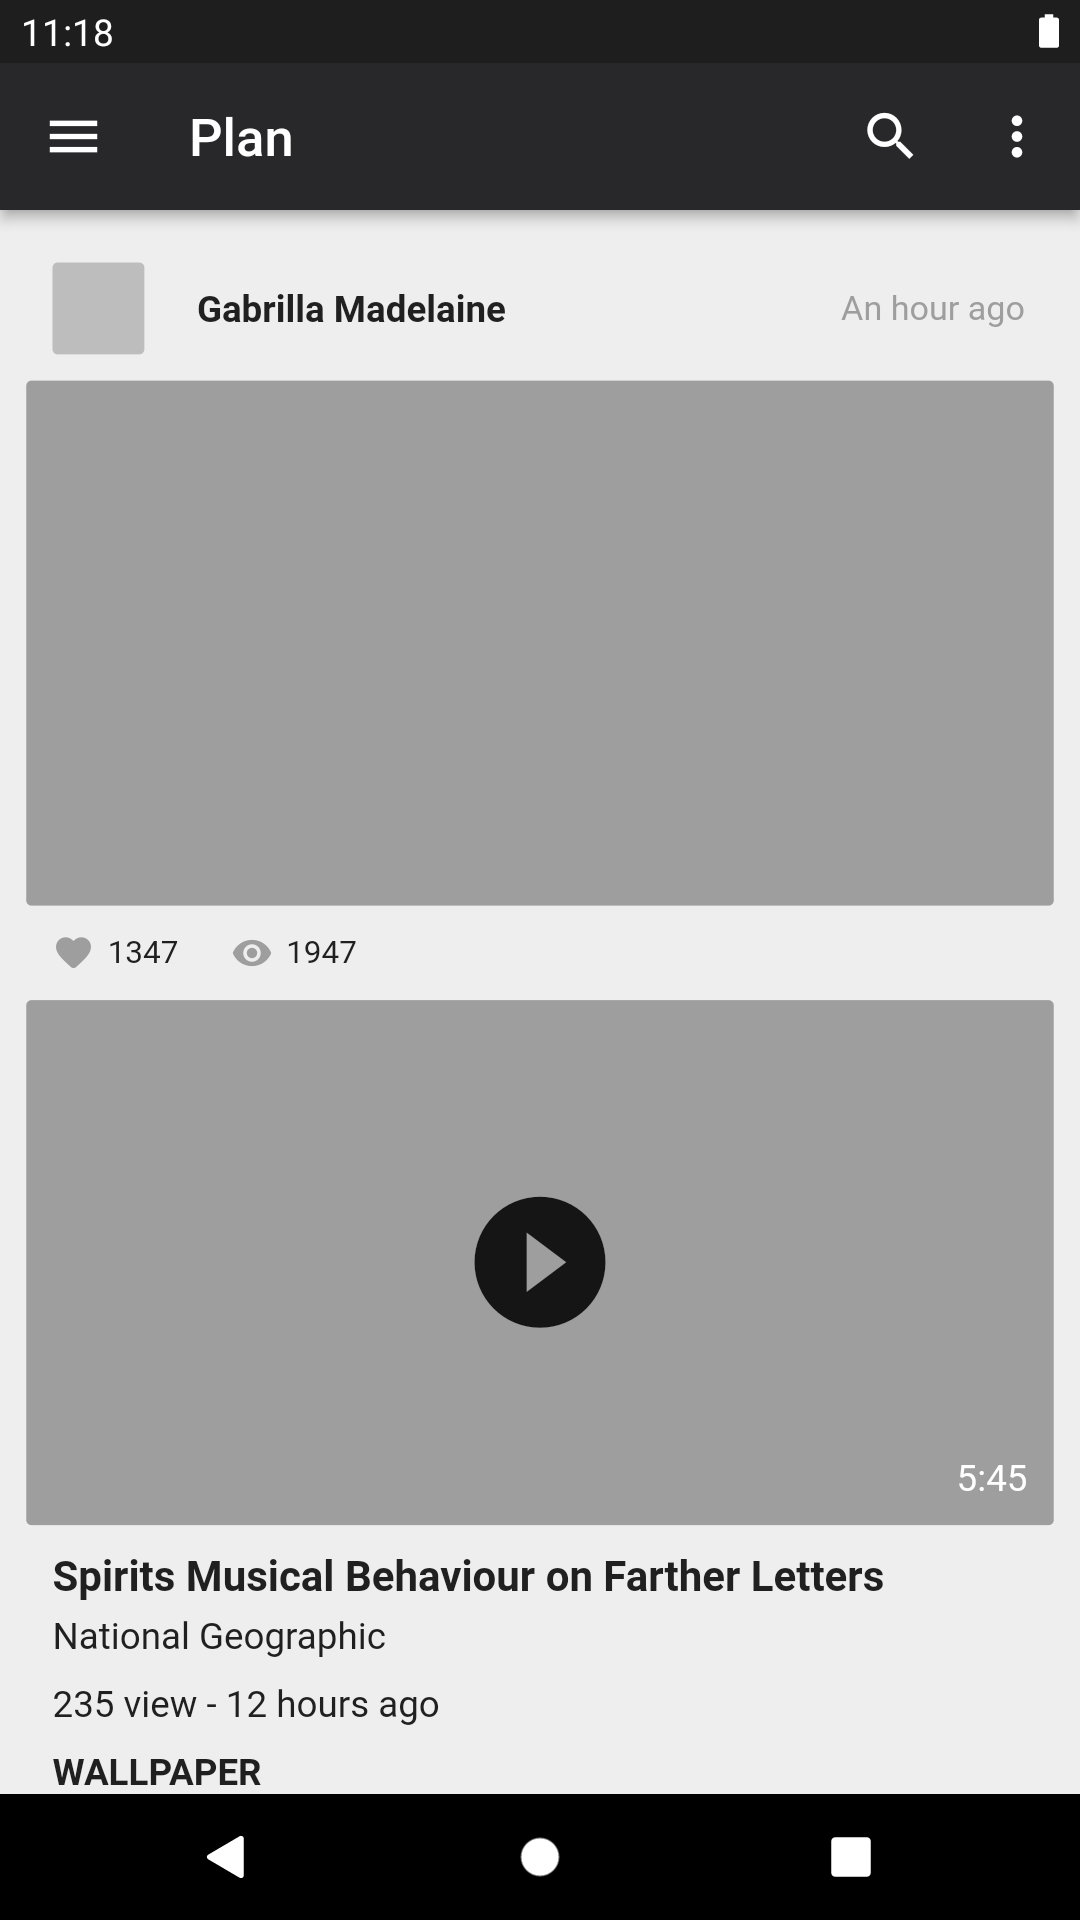 11:18
Plan
Gabrilla Madelaine
An hour ago
1347
1947
5:45
Spirits Musical Behaviour on Farther Letters
National Geographic
235 view - 12 hours ago
WALLPAPER